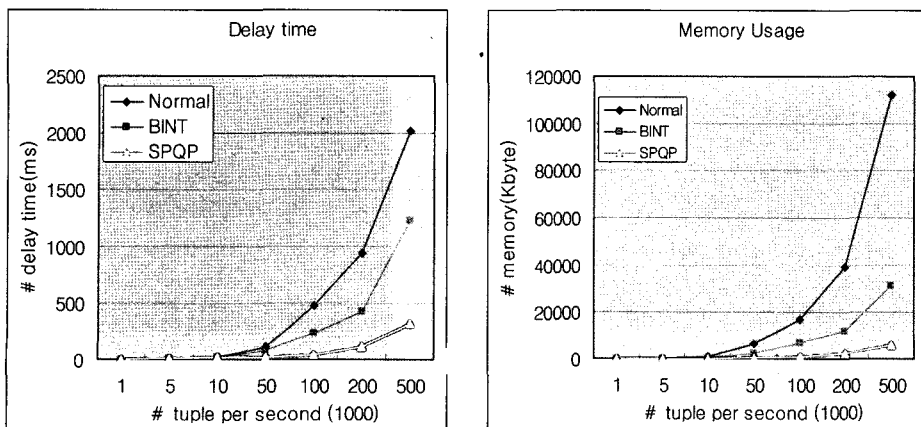 Delay time
2500
2000
1500
1000
500
0
# delay time(ms)
Normal
BINT
SPQP
1 5 10 50 100 200 500
# tuple per second (1000)
Memory Usage
120000
100000
80000
60000
40000
20000
0
# memory(Kbyte)
Normal
BINT
SPQP
1 5 10 50 100 200 500
# tuple per second (1000)